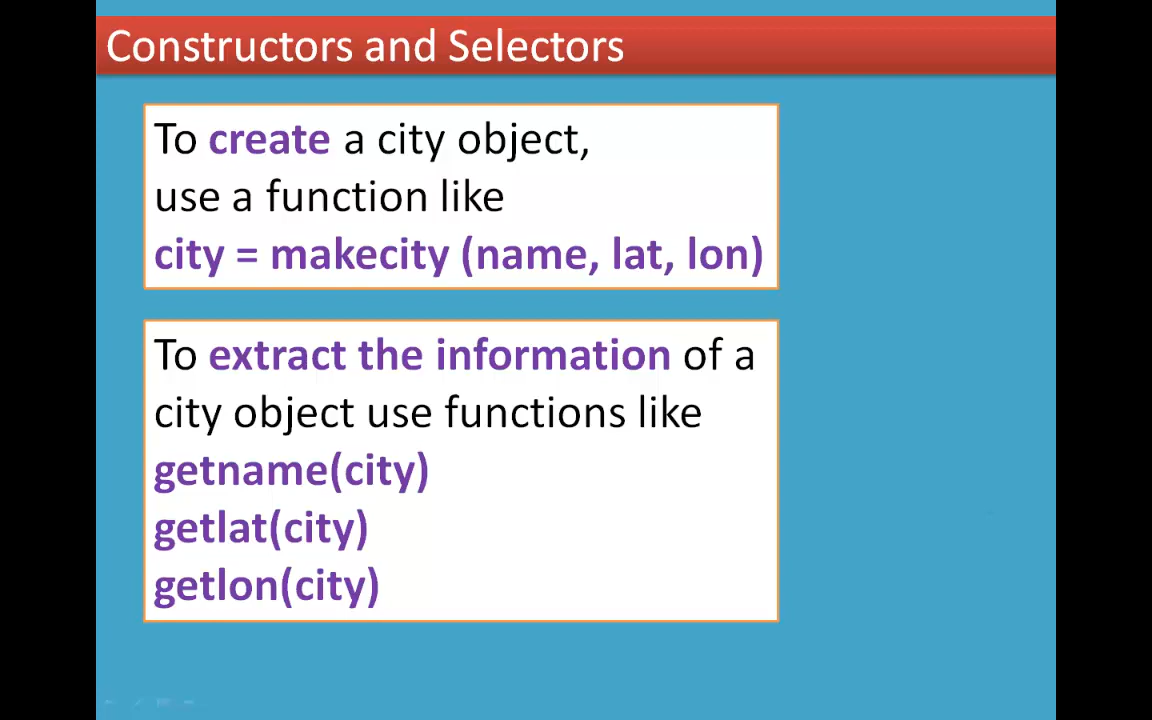 Constructors and Selectors
To create a city object,
use a function like
city = makecity (name, lat, lon)
To extract the information of a
city object use functions like
getname(city)
getlat(city)
getlon(city)